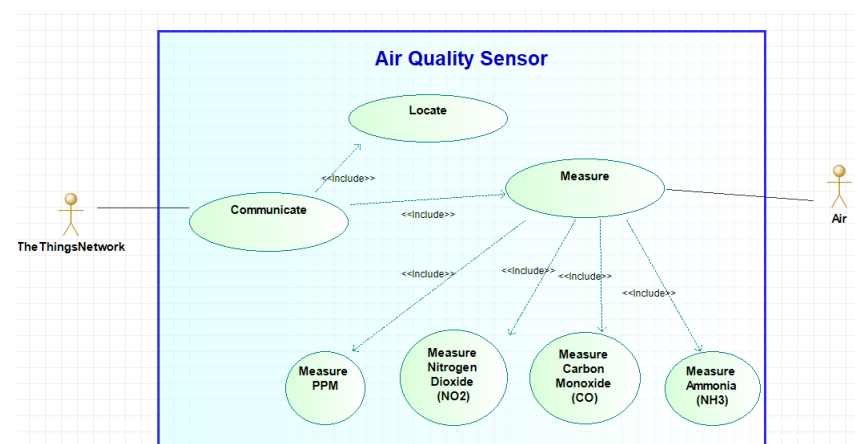 Air Quality Sensor
Locate
<<Include>>
Measure
Communicate
<<Include>>
TheThingsNetwork
Air
<<Include>>
<<Include>>
<<Include>>
<<Include>>
Measure
PPM
Measure
Nitrogen
Dioxide
(NO2)
Measure
Carbon
Monoxide
(CO)
Measure
Ammonia
(NH3)